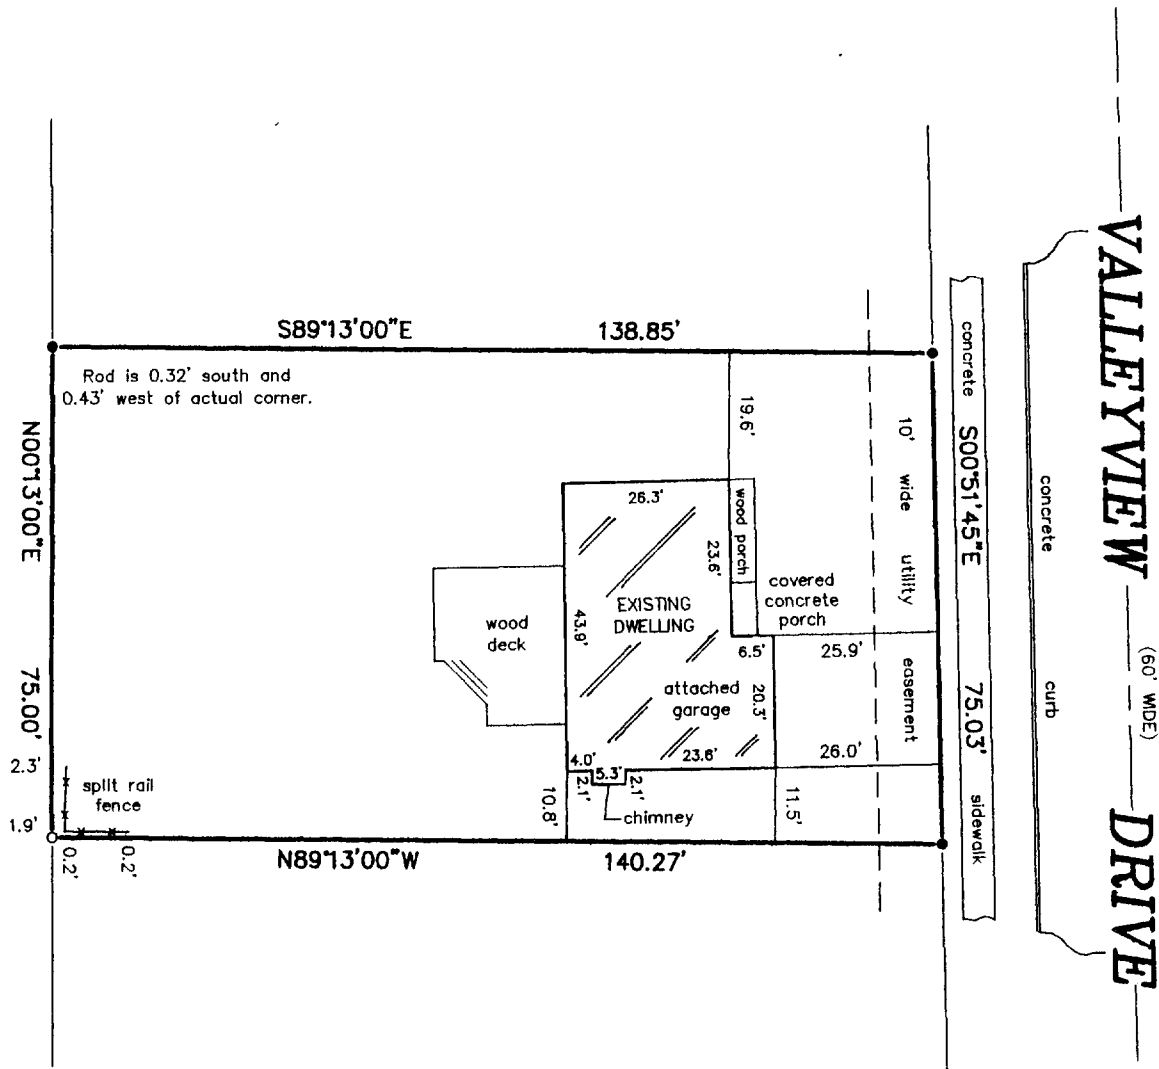 VALLEYVIEW DRIVE
(60' WIDE)
concrete curb
concrete S00°51'45"E 75.03' sidewalk
S89°13'00"E 138.85'
Rod is 0.32' south and
0.43' west of actual corner.
N00°13'00"E 75.00'
19.6'
10' wide utility easement
26.3'
wood porch
23.6'
covered
concrete
porch
EXISTING
DWELLING
43.9'
wood
deck
6.5'
25.9'
attached
garage
20.3'
26.0'
4.0'
5.3'
23.6'
2.1'
2.1'
chimney
10.8'
11.5'
2.3'
split rail
fence
1.9'
0.2'
0.2'
N89°13'00"W 140.27'